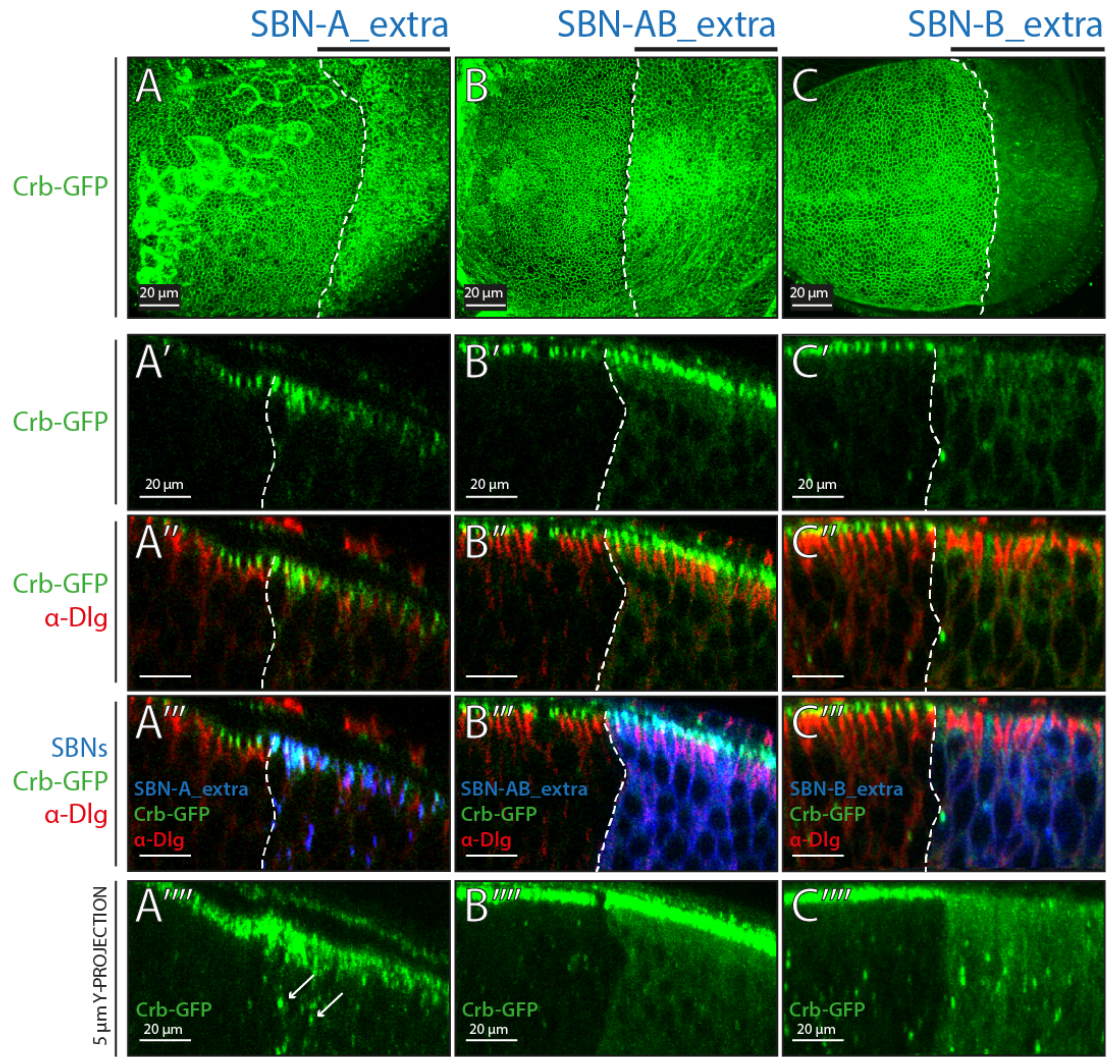 SBN-A_extra SBN-AB_extra SBN-B_extra
Crb-GFP
A B C
20 µm 20 µm 20 µm
Crb-GFP
A' B' C'
20 µm 20 µm 20 µm
Crb-GFP
α-Dlg
A'' B'' C''
SBNs
Crb-GFP
α-Dlg
A''' B''' C'''
SBN-A_extra SBN-AB_extra SBN-B_extra
Crb-GFP Crb-GFP Crb-GFP
α-Dlg α-Dlg α-Dlg
5 µm Y-PROJECTION
A'''' B'''' C''''
Crb-GFP Crb-GFP Crb-GFP
20 µm 20 µm 20 µm